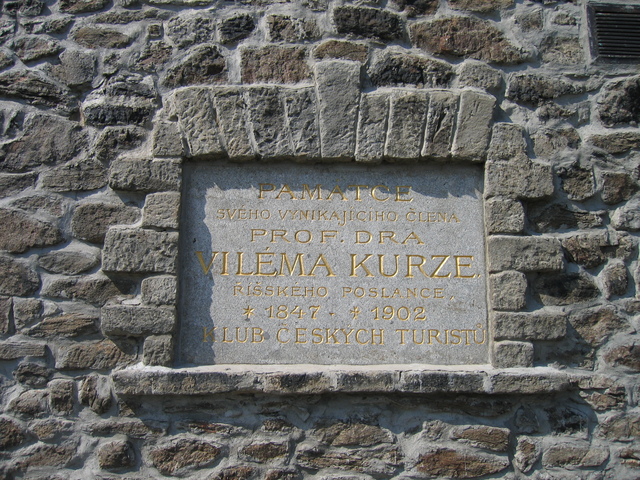 PAMÁTCE
SVÉHO VYNIKAJÍCÍHO ČLENA
PROF. DRA
VILÉMA KURZE,
ŘÍŠSKÉHO POSLANCE,
* 1847 - * 1902
KLUB ČESKÝCH TURISTŮ